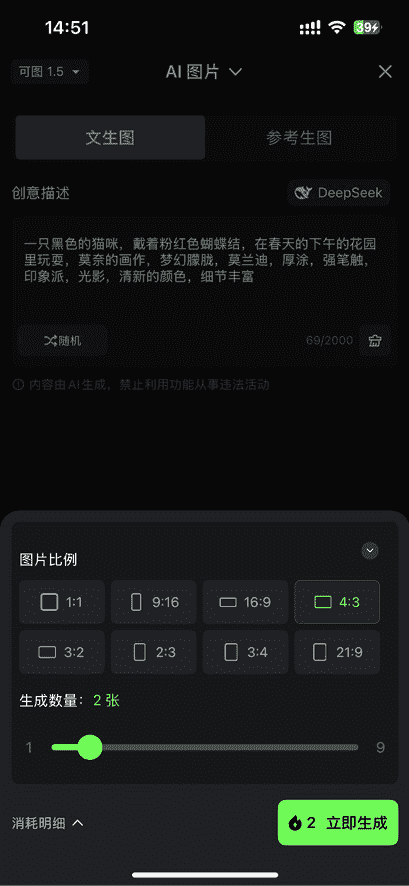 14:51
39
可图 1.5
AI 图片
文生图
参考生图
创意描述
DeepSeek
一只黑色的猫咪，戴着粉红色蝴蝶结，在春天的下午的花园
里玩耍，莫奈的画作，梦幻朦胧，莫兰迪，厚涂，强笔触，
印象派，光影，清新的颜色，细节丰富
随机
69/2000
内容由AI生成，禁止利用功能从事违法活动
图片比例
1:1
9:16
16:9
4:3
3:2
2:3
3:4
21:9
生成数量：2 张
1
9
消耗明细
2 立即生成